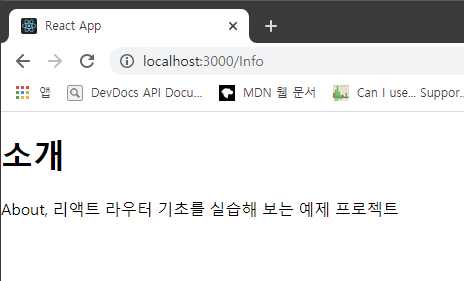 React App
localhost:3000/Info
앱 DevDocs API Docu... MDN 웹 문서 Can I use... Suppor...
소개
About, 리액트 라우터 기초를 실습해 보는 예제 프로젝트